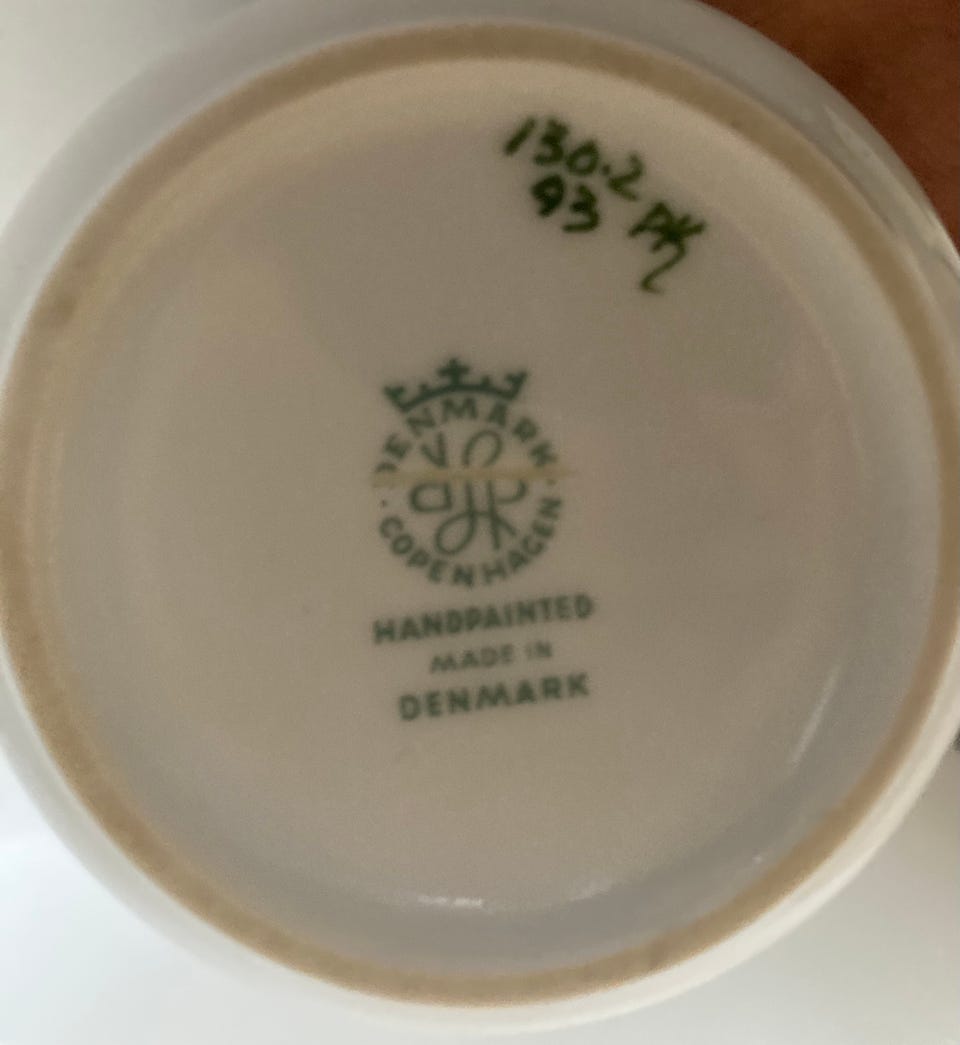 130.2
93
DENMARK
COPENHAGEN
HANDPAINTED
MADE IN
DENMARK